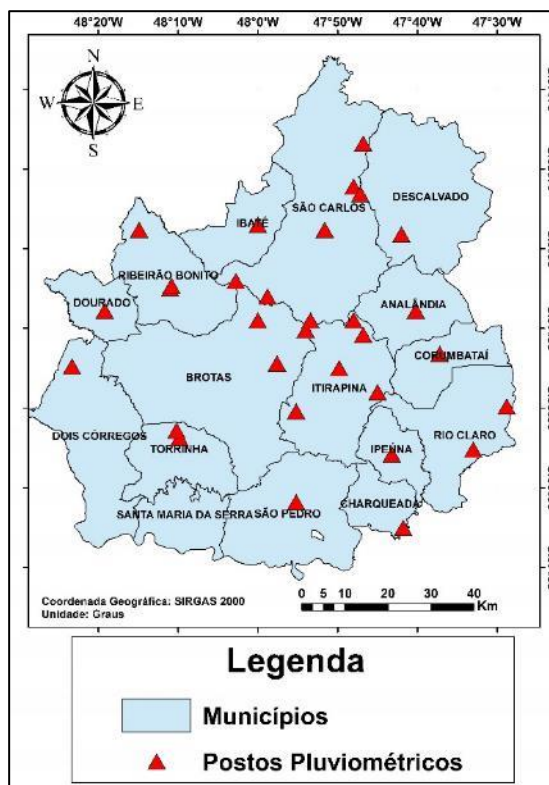 48°20'W 48°10'W 48°0'W 47°50'W 47°40'W 47°30'W
N
W E
S
DESCALVADO
SÃO CARLOS
IBATÉ
RIBEIRÃO BONITO
DOURADO
ANALÂNDIA
CORUMBATAÍ
BROTAS
ITIRAPINA
DOIS CÓRREGOS
RIO CLARO
TORRINHA
CHARQUEADA
SANTA MARIA DA SERRA
SÃO PEDRO
Coordenada Geográfica: SIRGAS 2000
Unidade: Graus
0 5 10 20 30 40
Km
Legenda
Municípios
Postos Pluviométricos